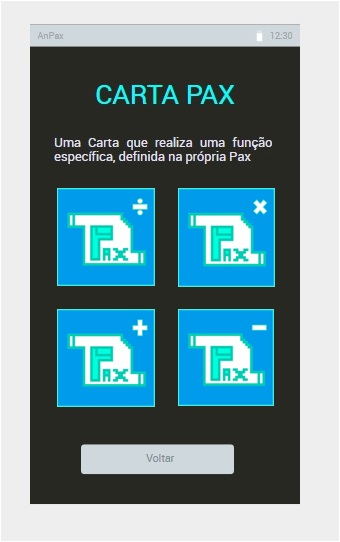 AnPax 12:30
CARTA PAX
Uma Carta que realiza uma função
específica, definida na própria Pax
÷ ×
PAX PAX
+ −
PAX PAX
Voltar